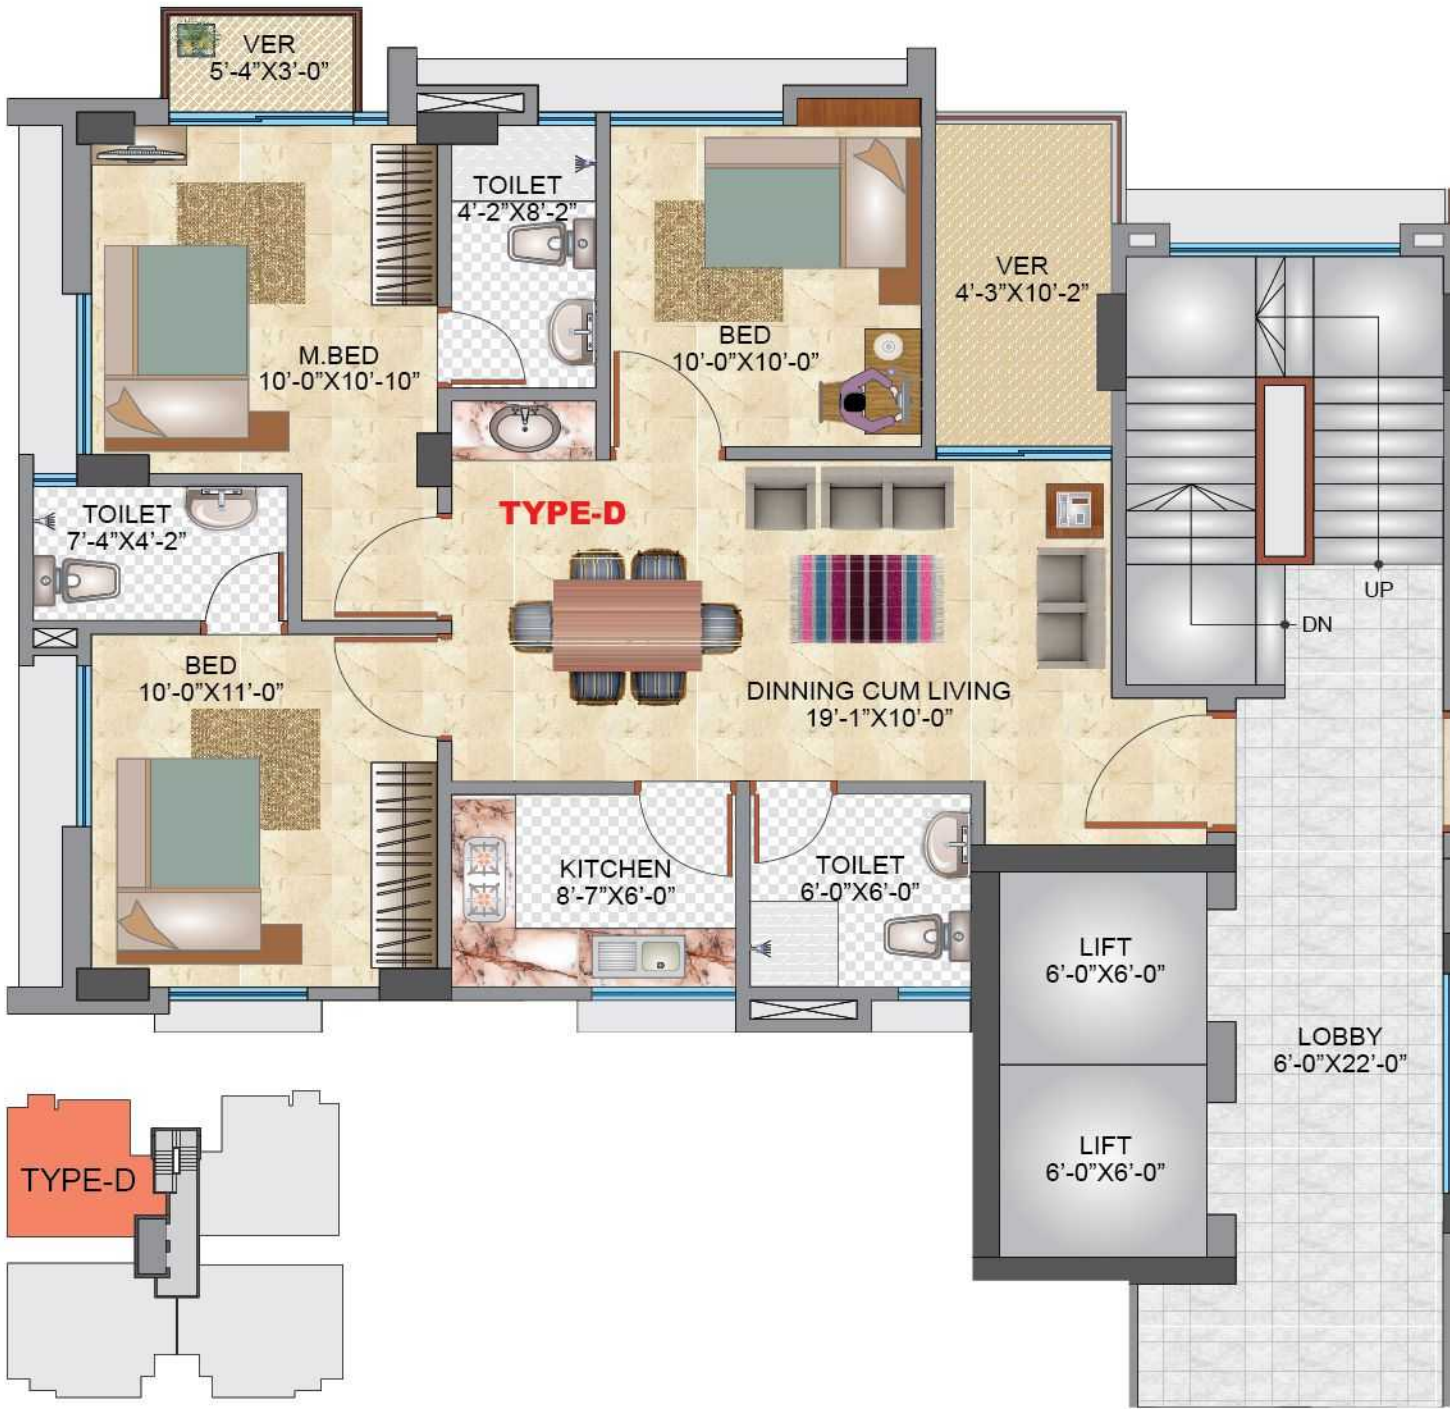 VER
5’-4”X3’-0”
TOILET
4’-2”X8’-2”
VER
4’-3”X10’-2”
BED
10’-0”X10’-0”
M.BED
10’-0”X10’-10”
TYPE-D
TOILET
7’-4”X4’-2”
UP
DN
BED
10’-0”X11’-0”
DINNING CUM LIVING
19’-1”X10’-0”
KITCHEN
8’-7”X6’-0”
TOILET
6’-0”X6’-0”
LIFT
6’-0”X6’-0”
LOBBY
6’-0”X22’-0”
LIFT
6’-0”X6’-0”
TYPE-D